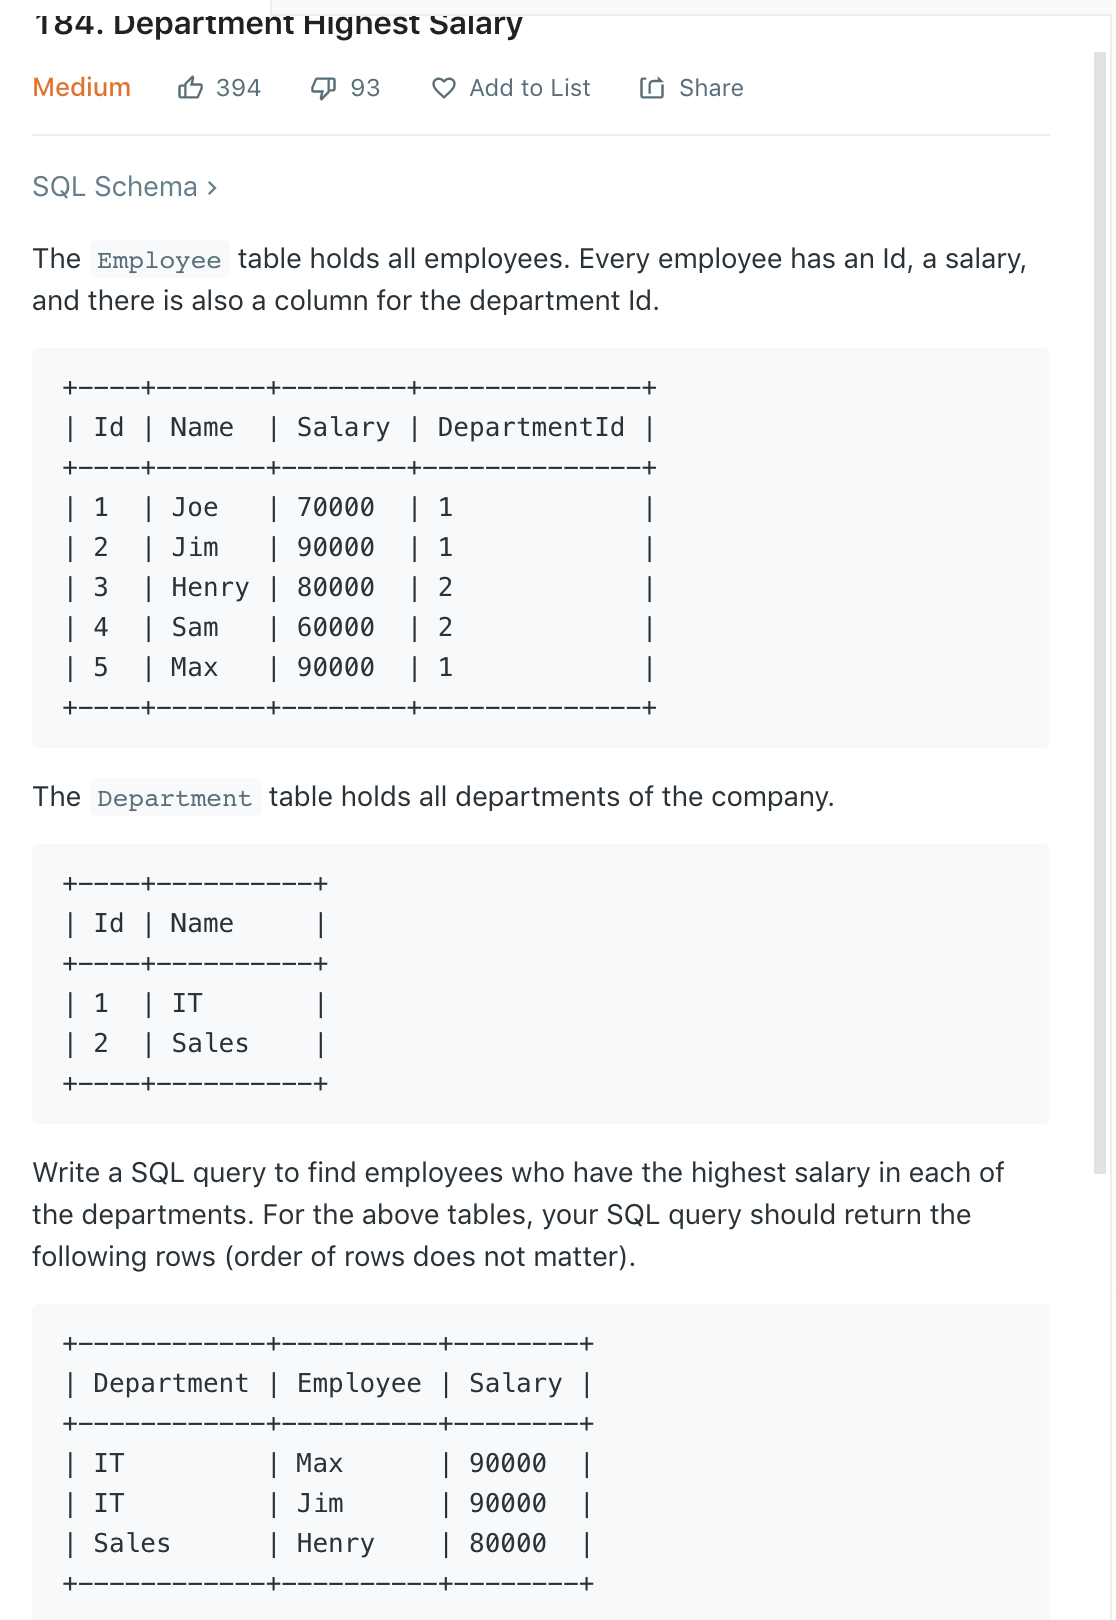 184. Department Highest Salary
Medium 394 93 Add to List Share
SQL Schema ›
The Employee table holds all employees. Every employee has an Id, a salary,
and there is also a column for the department Id.
+----+-------+--------+--------------+
| Id | Name  | Salary | DepartmentId |
+----+-------+--------+--------------+
| 1  | Joe   | 70000  | 1            |
| 2  | Jim   | 90000  | 1            |
| 3  | Henry | 80000  | 2            |
| 4  | Sam   | 60000  | 2            |
| 5  | Max   | 90000  | 1            |
+----+-------+--------+--------------+
The Department table holds all departments of the company.
+----+----------+
| Id | Name     |
+----+----------+
| 1  | IT       |
| 2  | Sales    |
+----+----------+
Write a SQL query to find employees who have the highest salary in each of
the departments. For the above tables, your SQL query should return the
following rows (order of rows does not matter).
+------------+----------+--------+
| Department | Employee | Salary |
+------------+----------+--------+
| IT         | Max      | 90000  |
| IT         | Jim      | 90000  |
| Sales      | Henry    | 80000  |
+------------+----------+--------+